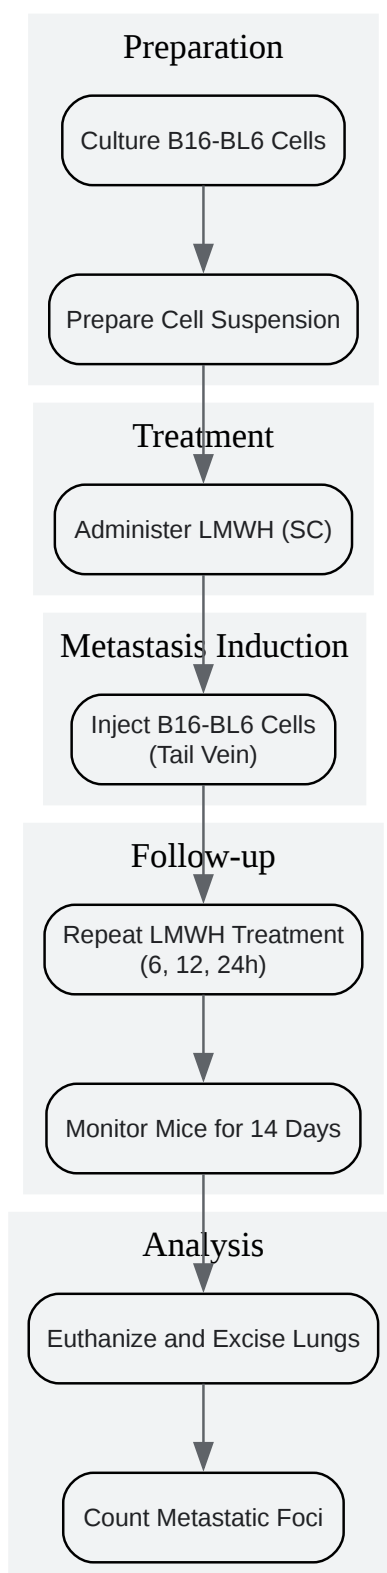 Preparation
Culture B16-BL6 Cells
Prepare Cell Suspension
Treatment
Administer LMWH (SC)
Metastasis Induction
Inject B16-BL6 Cells
(Tail Vein)
Follow-up
Repeat LMWH Treatment
(6, 12, 24h)
Monitor Mice for 14 Days
Analysis
Euthanize and Excise Lungs
Count Metastatic Foci